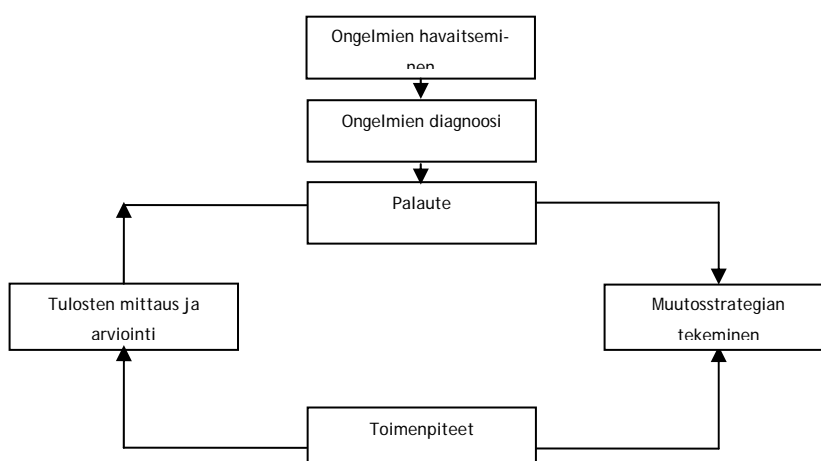 Ongelmien havaitsemi-
nen
Ongelmien diagnoosi
Palaute
Tulosten mittaus ja
arviointi
Muutosstrategian
tekeminen
Toimenpiteet